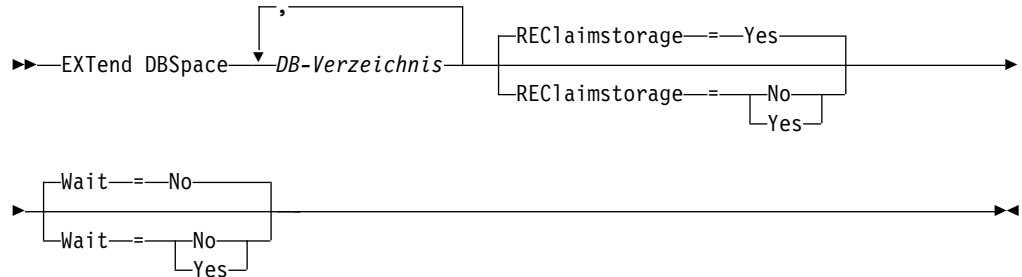 ,
REClaimstorage = Yes
EXTend DBSpace DB-Verzeichnis
REClaimstorage = No
Yes
Wait = No
Wait = No
Yes